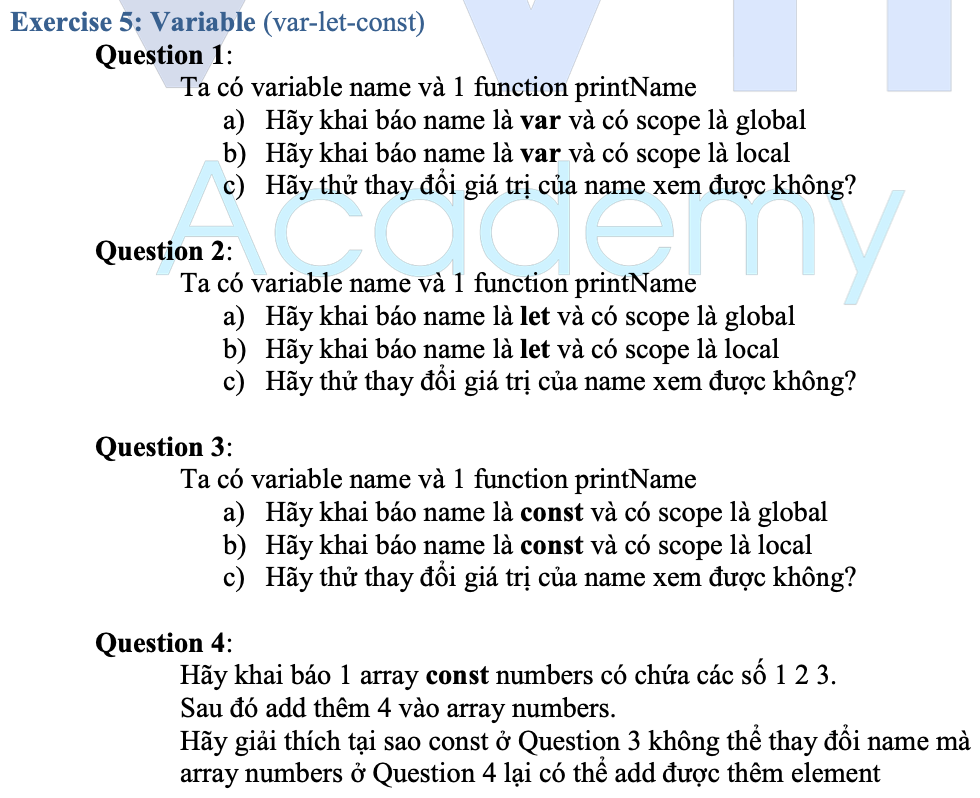 Exercise 5: Variable (var-let-const)
Question 1:
Ta có variable name và 1 function printName
a) Hãy khai báo name là var và có scope là global
b) Hãy khai báo name là var và có scope là local
c) Hãy thử thay đổi giá trị của name xem được không?
Academy
Question 2:
Ta có variable name và 1 function printName
a) Hãy khai báo name là let và có scope là global
b) Hãy khai báo name là let và có scope là local
c) Hãy thử thay đổi giá trị của name xem được không?
Question 3:
Ta có variable name và 1 function printName
a) Hãy khai báo name là const và có scope là global
b) Hãy khai báo name là const và có scope là local
c) Hãy thử thay đổi giá trị của name xem được không?
Question 4:
Hãy khai báo 1 array const numbers có chứa các số 1 2 3.
Sau đó add thêm 4 vào array numbers.
Hãy giải thích tại sao const ở Question 3 không thể thay đổi name mà
array numbers ở Question 4 lại có thể add được thêm element